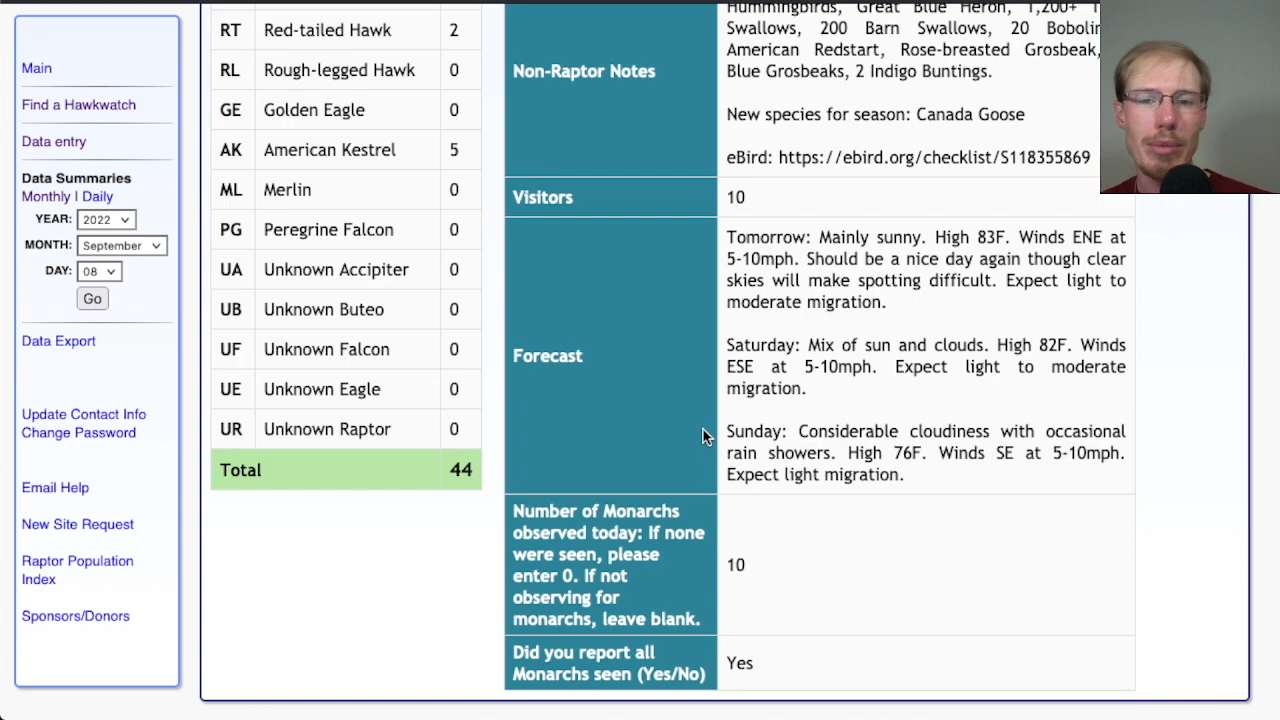 Main
Find a Hawkwatch
Data entry
Data Summaries
Monthly | Daily
YEAR: 2022
MONTH: September
DAY: 08
Go
Data Export
Update Contact Info
Change Password
Email Help
New Site Request
Raptor Population
Index
Sponsors/Donors
RT Red-tailed Hawk 2
RL Rough-legged Hawk 0
GE Golden Eagle 0
AK American Kestrel 5
ML Merlin 0
PG Peregrine Falcon 0
UA Unknown Accipiter 0
UB Unknown Buteo 0
UF Unknown Falcon 0
UE Unknown Eagle 0
UR Unknown Raptor 0
Total 44
Non-Raptor Notes
Hummingbirds, Great Blue Heron, 1,200+
Swallows, 200 Barn Swallows, 20
American Redstart, Rose-breasted Grosbeak,
Blue Grosbeaks, 2 Indigo Buntings.
New species for season: Canada Goose
eBird: https://ebird.org/checklist/S118355869
Visitors
10
Forecast
Tomorrow: Mainly sunny. High 83F. Winds ENE at
5-10mph. Should be a nice day again though clear
skies will make spotting difficult. Expect light to
moderate migration.
Saturday: Mix of sun and clouds. High 82F. Winds
ESE at 5-10mph. Expect light to moderate
migration.
Sunday: Considerable cloudiness with occasional
rain showers. High 76F. Winds SE at 5-10mph.
Expect light migration.
Number of Monarchs
observed today: If none
were seen, please
enter 0. If not
observing for
monarchs, leave blank.
10
Did you report all
Monarchs seen (Yes/No)
Yes